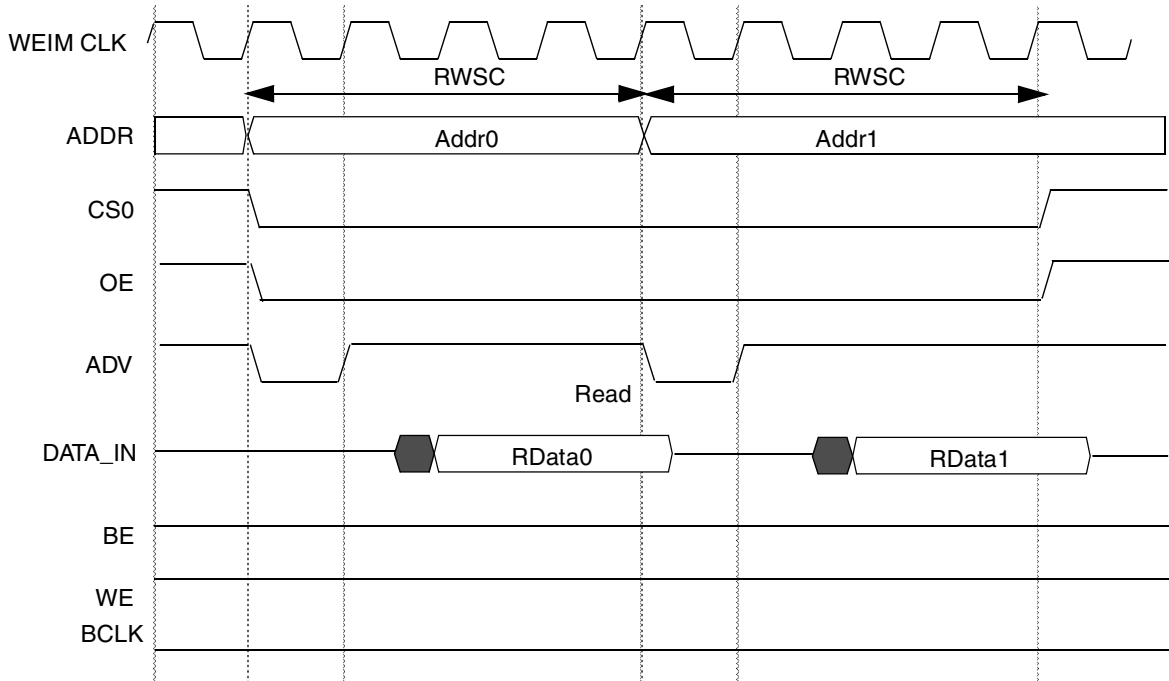 WEIM CLK
RWSC RWSC
ADDR Addr0 Addr1
CS0
OE
ADV
Read
DATA_IN RData0 RData1
BE
WE
BCLK